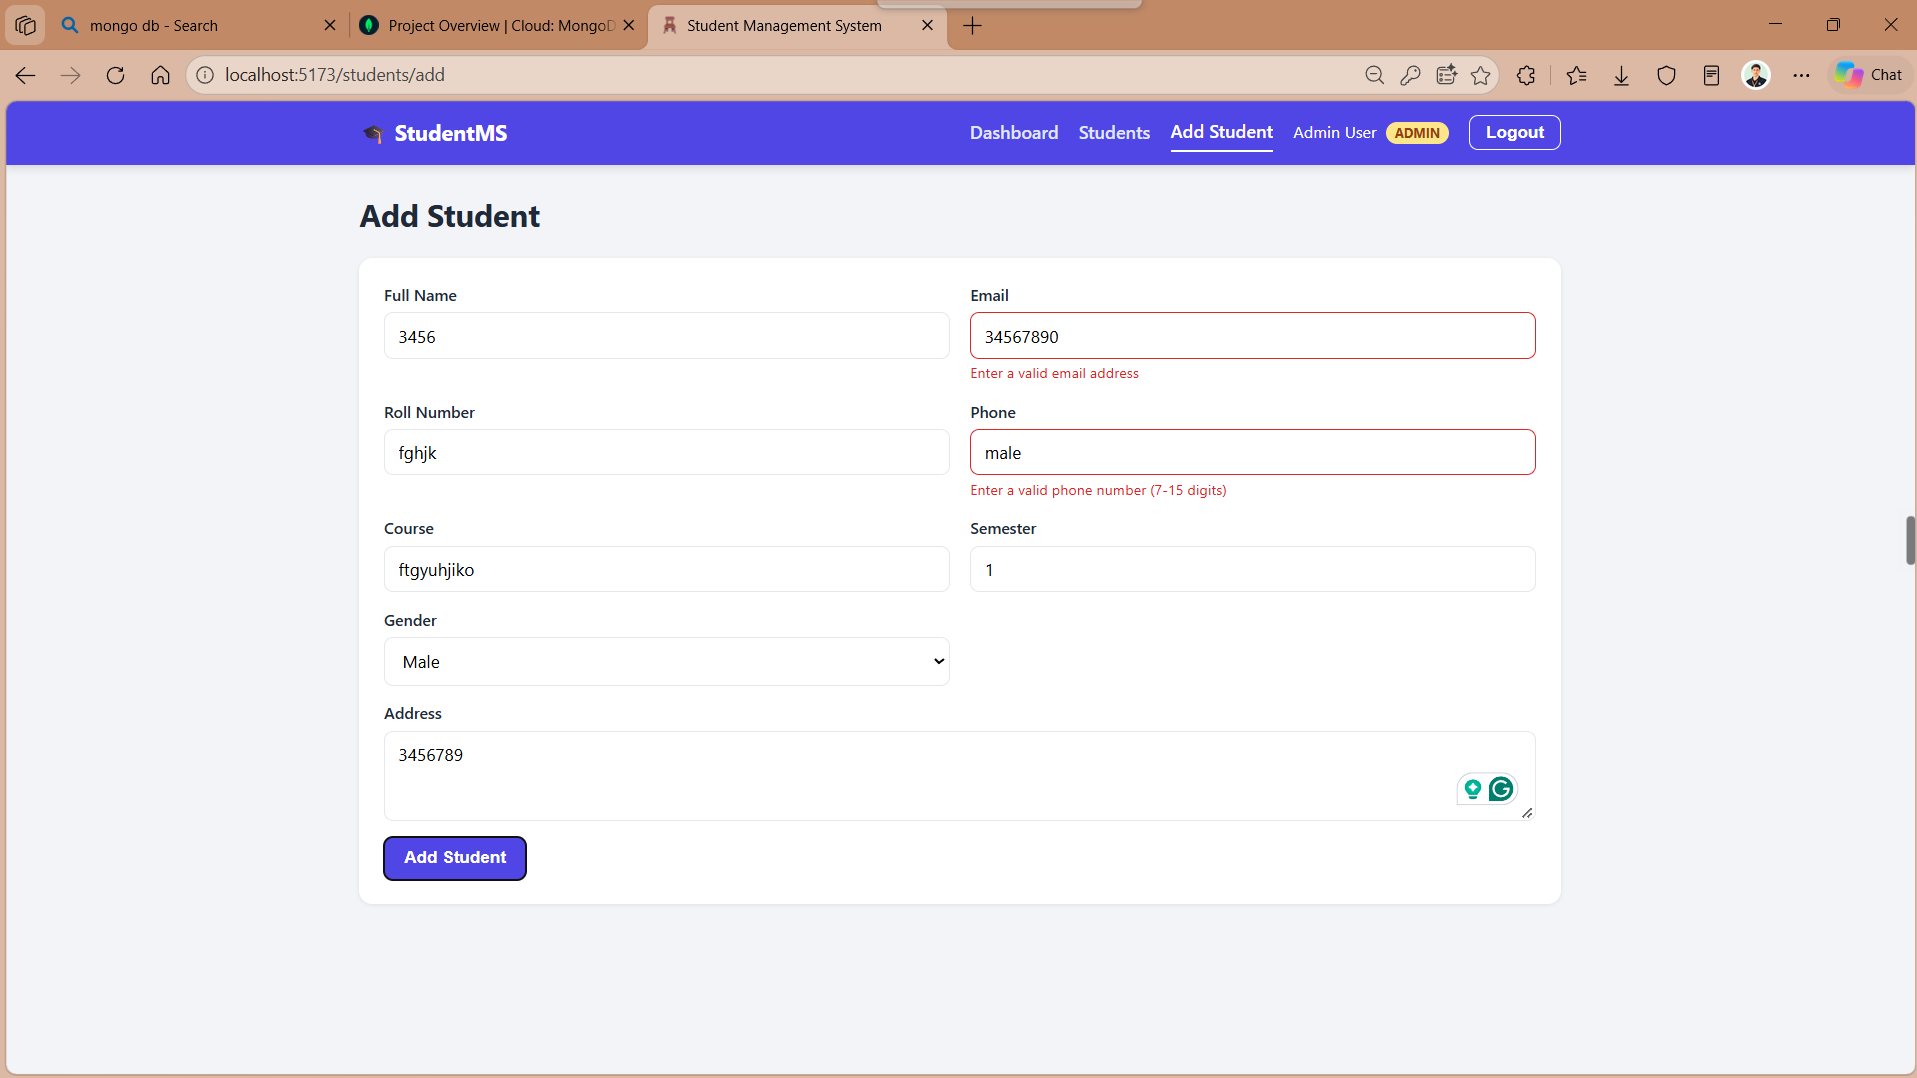 mongo db - Search
Project Overview | Cloud: MongoD
Student Management System
localhost:5173/students/add
Chat
StudentMS
Dashboard
Students
Add Student
Admin User
ADMIN
Logout
Add Student
Full Name
Email
3456
34567890
Enter a valid email address
Roll Number
Phone
fghjk
male
Enter a valid phone number (7-15 digits)
Course
Semester
ftgyuhjiko
1
Gender
Male
Address
3456789
Add Student